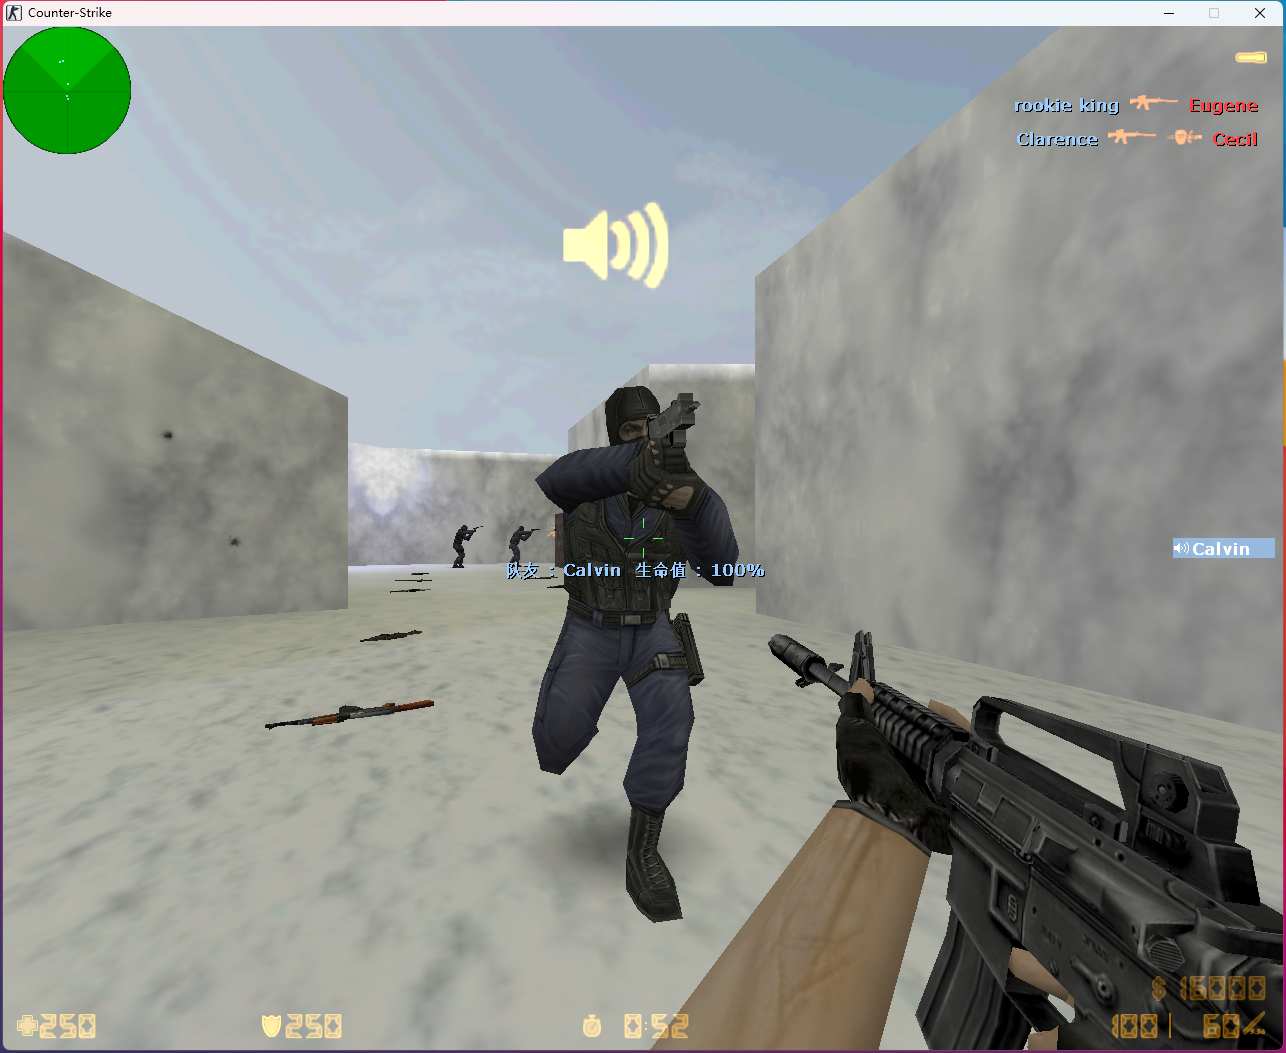 Counter-Strike
rookie king Eugene
Clarence Cecil
Calvin
队友 : Calvin 生命值 : 100%
$ 16000
250 250 0:52 100 | 60